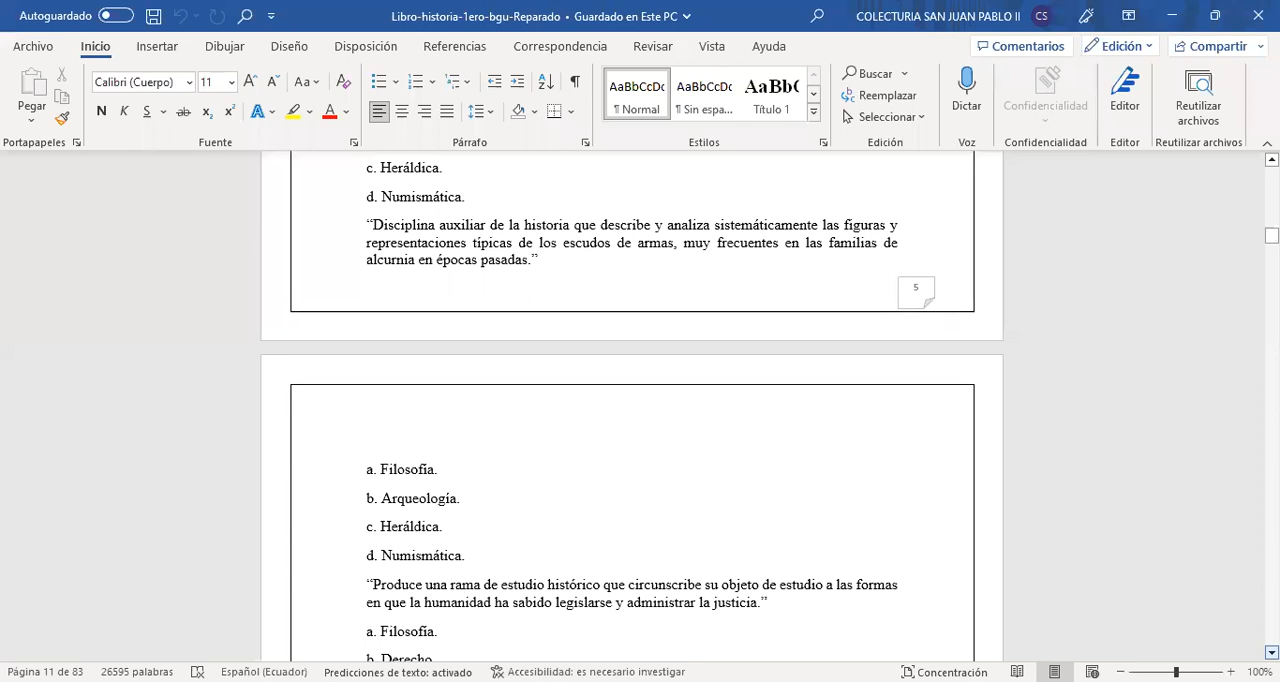 Autoguardado
Libro-historia-1ero-bgu-Reparado • Guardado en Este PC
COLECTURIA SAN JUAN PABLO II
CS
Archivo Inicio Insertar Dibujar Diseño Disposición Referencias Correspondencia Revisar Vista Ayuda
Comentarios Edición Compartir
Pegar
Calibri (Cuerpo) 11
Aa
AaBbCcDc AaBbCcDc AaBbC
¶ Normal ¶ Sin espa... Título 1
Buscar
Reemplazar
Seleccionar
Dictar
Confidencialidad
Editor
Reutilizar
archivos
Portapapeles Fuente Párrafo Estilos Edición Voz Confidencialidad Editor Reutilizar archivos
c. Heráldica.
d. Numismática.
“Disciplina auxiliar de la historia que describe y analiza sistemáticamente las figuras y
representaciones típicas de los escudos de armas, muy frecuentes en las familias de
alcurnia en épocas pasadas.”
5
a. Filosofía.
b. Arqueología.
c. Heráldica.
d. Numismática.
“Produce una rama de estudio histórico que circunscribe su objeto de estudio a las formas
en que la humanidad ha sabido legislarse y administrar la justicia.”
a. Filosofía.
b. Derecho.
Página 11 de 83 26595 palabras Español (Ecuador) Predicciones de texto: activado Accesibilidad: es necesario investigar Concentración 100%